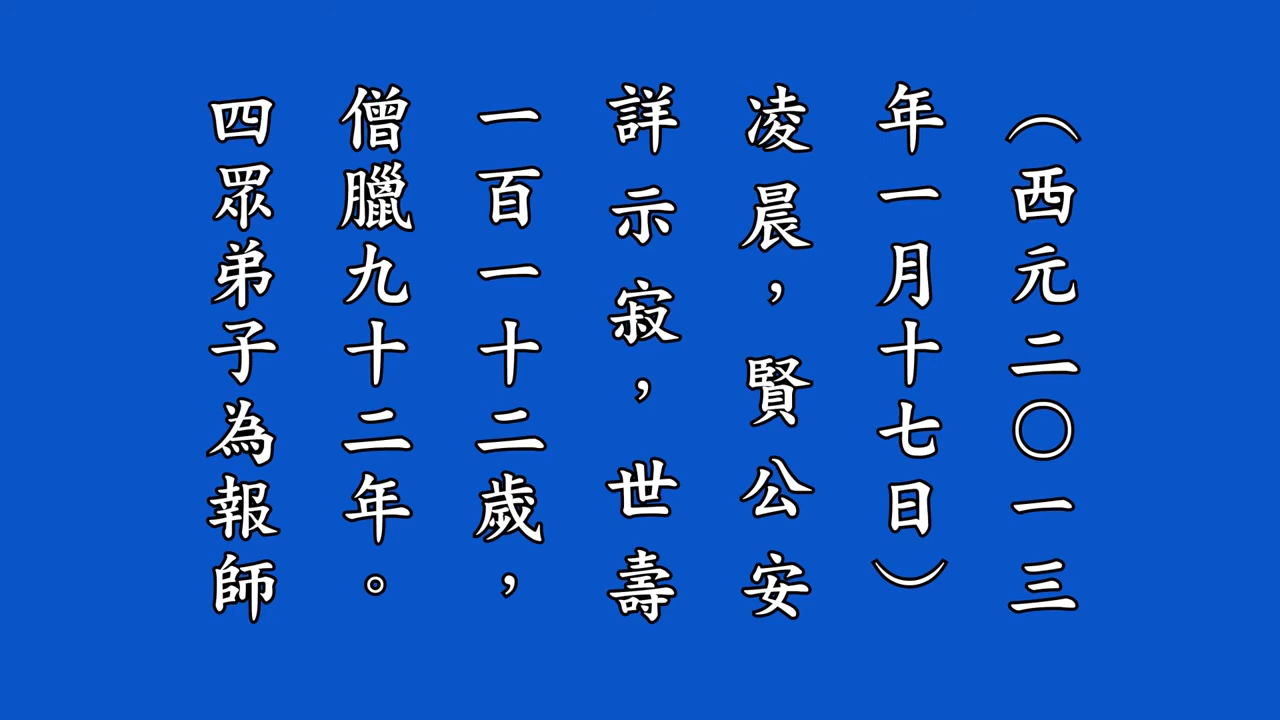 （西元二〇一三
年一月十七日）
凌晨，賢公安
詳示寂，世壽
一百一十二歲，
僧臘九十二年。
四眾弟子為報師